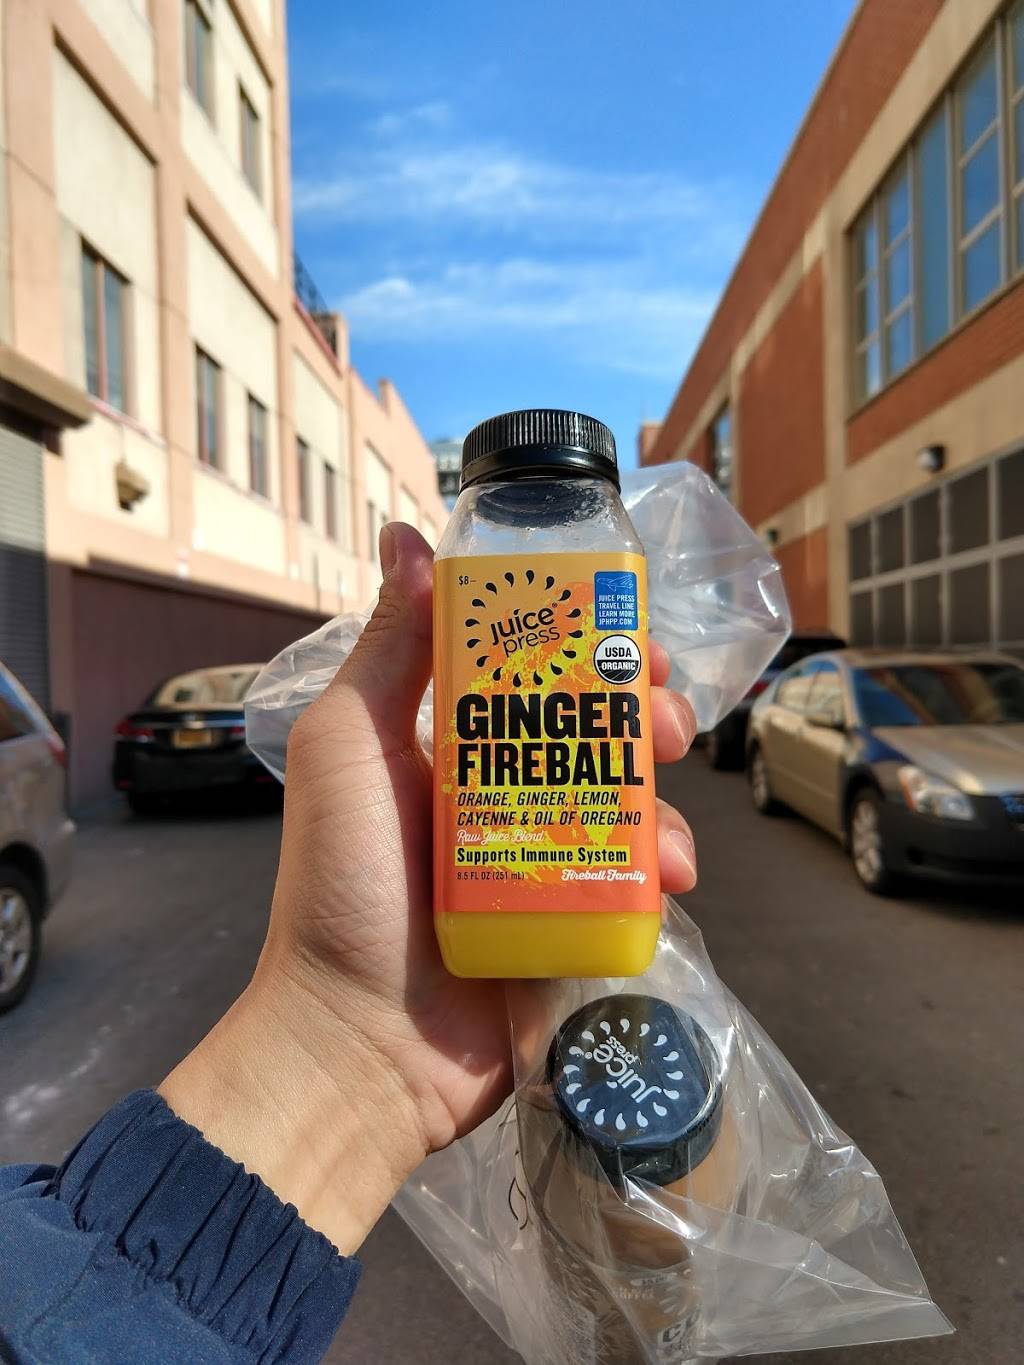 $8—
juice®
press
JUICE PRESS
TRAVEL LINE
LEARN MORE
JPHPP.COM
USDA
ORGANIC
GINGER
FIREBALL
ORANGE, GINGER, LEMON,
CAYENNE & OIL OF OREGANO
Raw Juice Blend
Supports Immune System
8.5 FL OZ (251 mL)
Fireball Family
juice
press